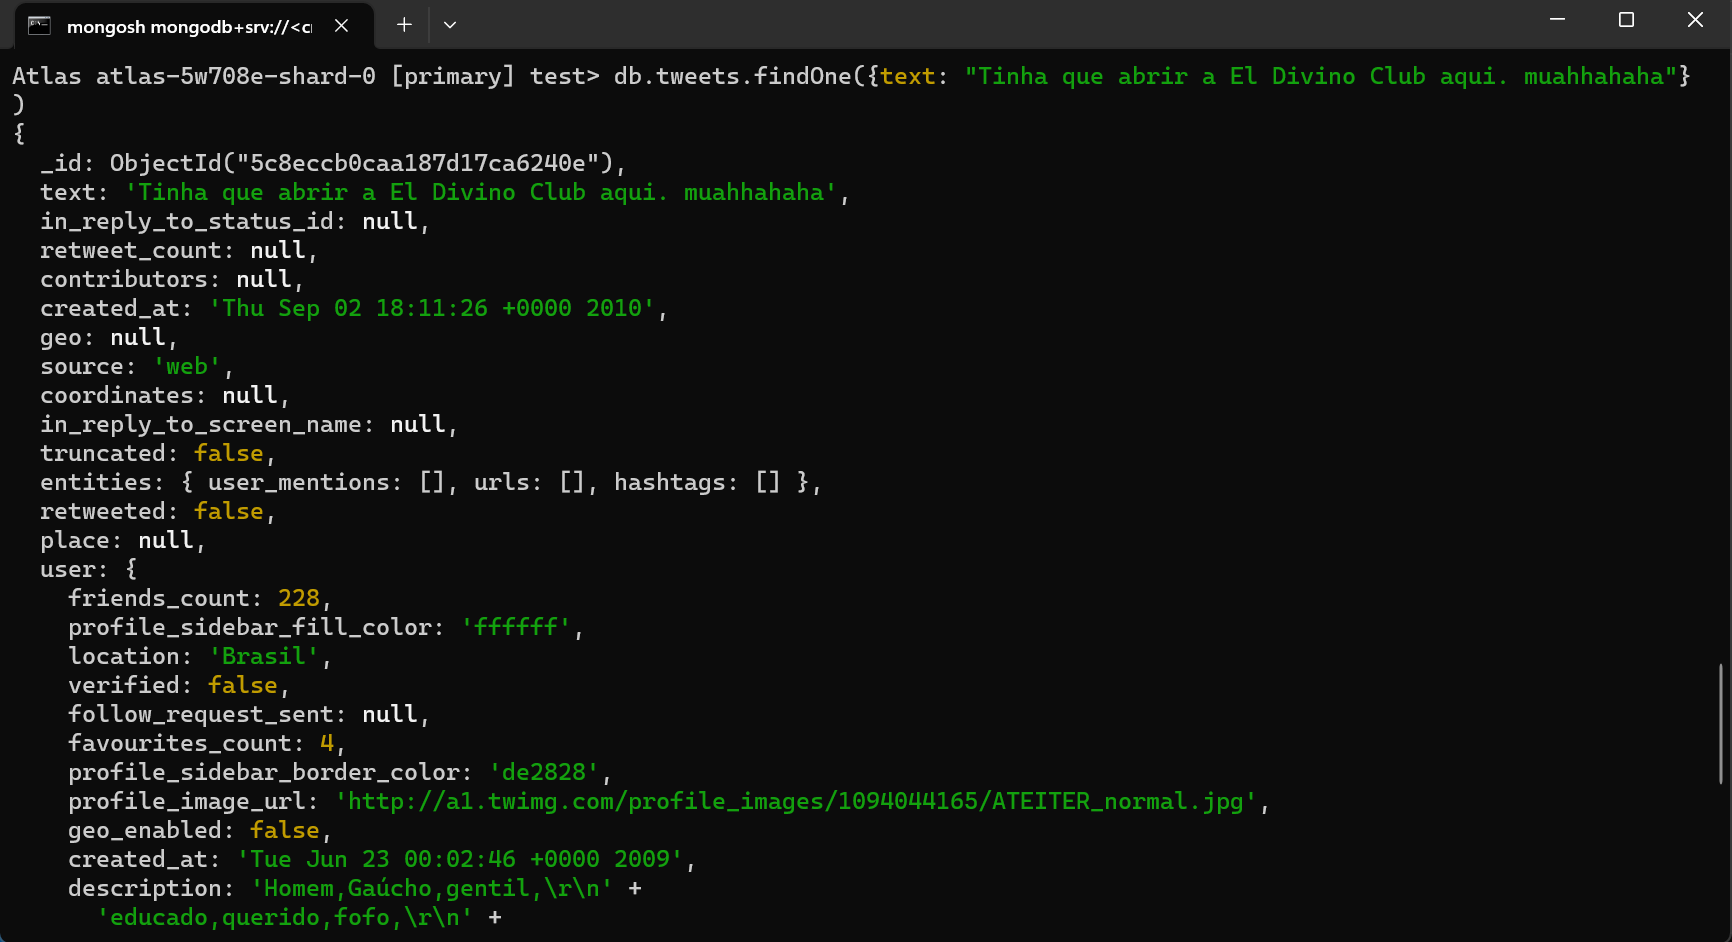 mongosh mongodb+srv://<c
Atlas atlas-5w708e-shard-0 [primary] test> db.tweets.findOne({text: "Tinha que abrir a El Divino Club aqui. muahhahaha"}
)
{
  _id: ObjectId("5c8eccb0caa187d17ca6240e"),
  text: 'Tinha que abrir a El Divino Club aqui. muahhahaha',
  in_reply_to_status_id: null,
  retweet_count: null,
  contributors: null,
  created_at: 'Thu Sep 02 18:11:26 +0000 2010',
  geo: null,
  source: 'web',
  coordinates: null,
  in_reply_to_screen_name: null,
  truncated: false,
  entities: { user_mentions: [], urls: [], hashtags: [] },
  retweeted: false,
  place: null,
  user: {
    friends_count: 228,
    profile_sidebar_fill_color: 'ffffff',
    location: 'Brasil',
    verified: false,
    follow_request_sent: null,
    favourites_count: 4,
    profile_sidebar_border_color: 'de2828',
    profile_image_url: 'http://a1.twimg.com/profile_images/1094044165/ATEITER_normal.jpg',
    geo_enabled: false,
    created_at: 'Tue Jun 23 00:02:46 +0000 2009',
    description: 'Homem,Gaúcho,gentil,\r\n' +
      'educado,querido,fofo,\r\n' +